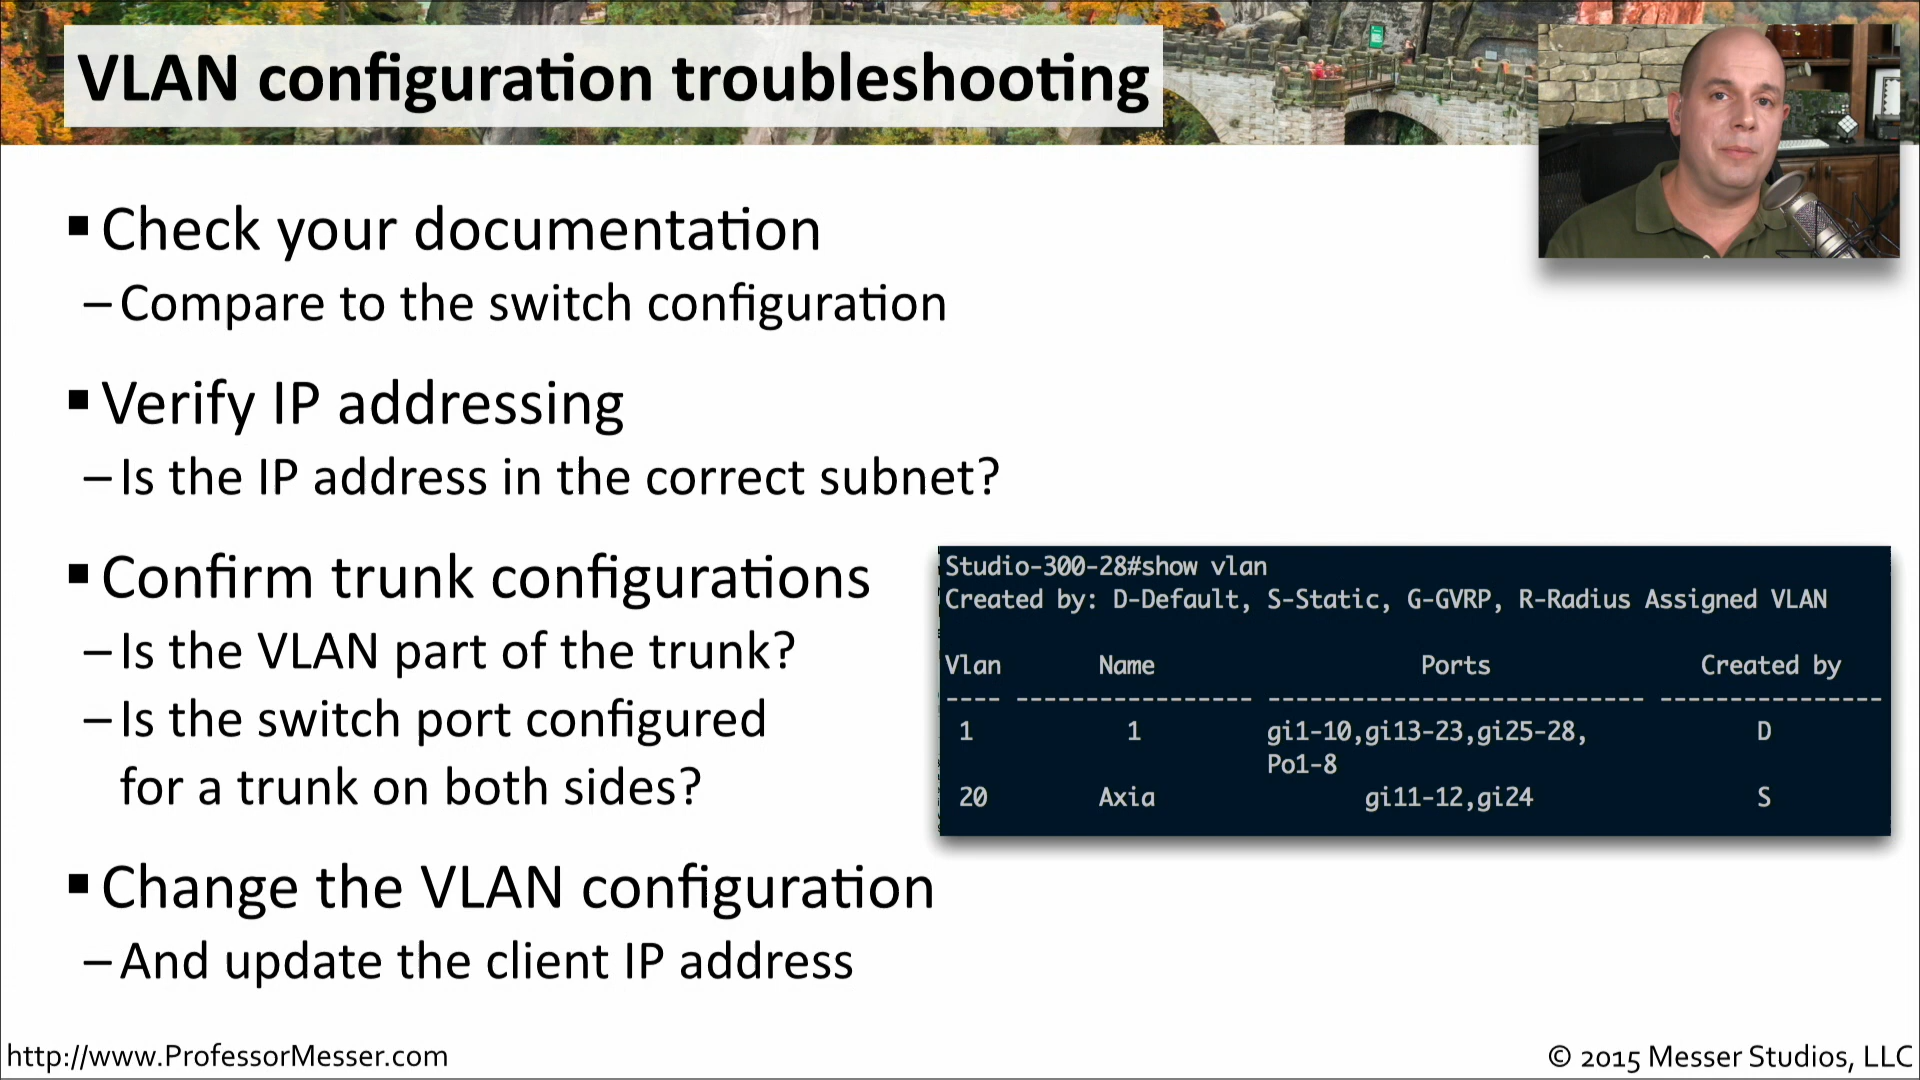 VLAN configuration troubleshooting
▪ Check your documentation
– Compare to the switch configuration
▪ Verify IP addressing
– Is the IP address in the correct subnet?
▪ Confirm trunk configurations
– Is the VLAN part of the trunk?
– Is the switch port configured
for a trunk on both sides?
▪ Change the VLAN configuration
– And update the client IP address
Studio-300-28#show vlan
Created by: D-Default, S-Static, G-GVRP, R-Radius Assigned VLAN
Vlan Name Ports Created by
---- ----------------- --------------------------- ----------------
1 1 gi1-10,gi13-23,gi25-28, D
Po1-8
20 Axia gi11-12,gi24 S
http://www.ProfessorMesser.com
© 2015 Messer Studios, LLC